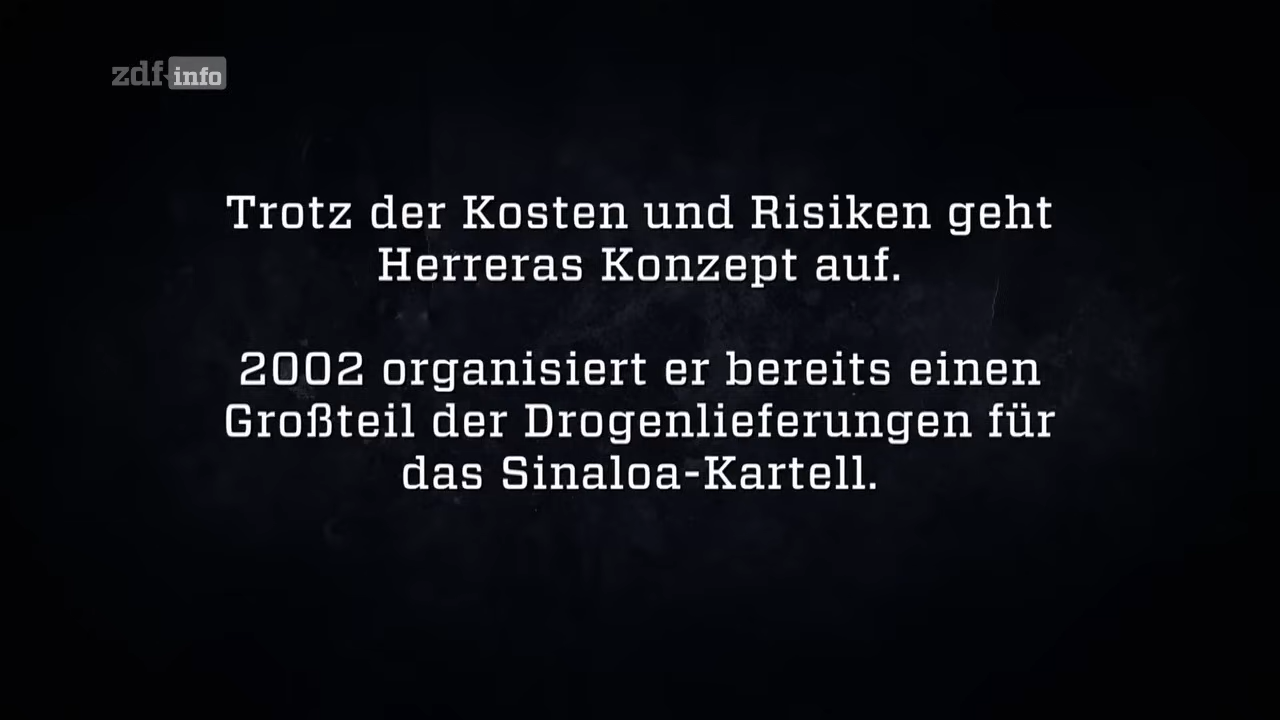 zdf info
Trotz der Kosten und Risiken geht
Herreras Konzept auf.
2002 organisiert er bereits einen
Großteil der Drogenlieferungen für
das Sinaloa-Kartell.